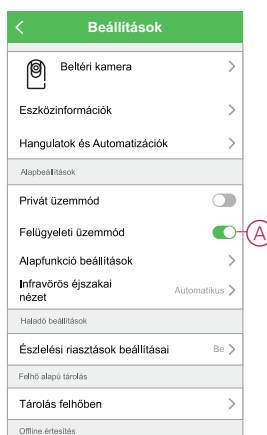 Beállítások
Beltéri kamera
Eszközinformációk
Hangulatok és Automatizációk
Alapbeállítások
Privát üzemmód
Felügyeleti üzemmód
A
Alapfunkció beállítások
Infravörös éjszakai
nézet
Automatikus
Haladó beállítások
Észlelési riasztások beállításai
Be
Felhő alapú tárolás
Tárolás felhőben
Offline értesítés